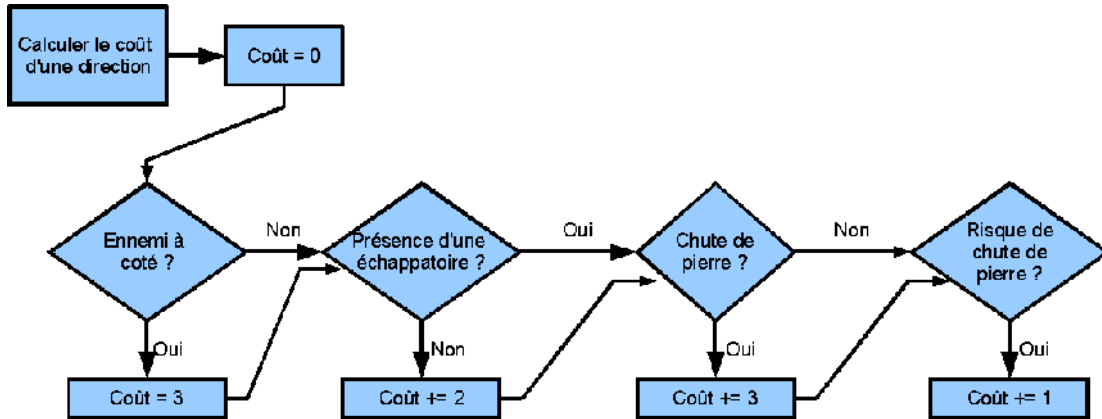 Calculer le coût
d'une direction
Coût = 0
Ennemi à
coté ?
Non
Présence d'une
échappatoire ?
Oui
Chute de
pierre ?
Non
Risque de
chute de
pierre ?
Oui
Non
Oui
Oui
Coût = 3
Coût += 2
Coût += 3
Coût += 1